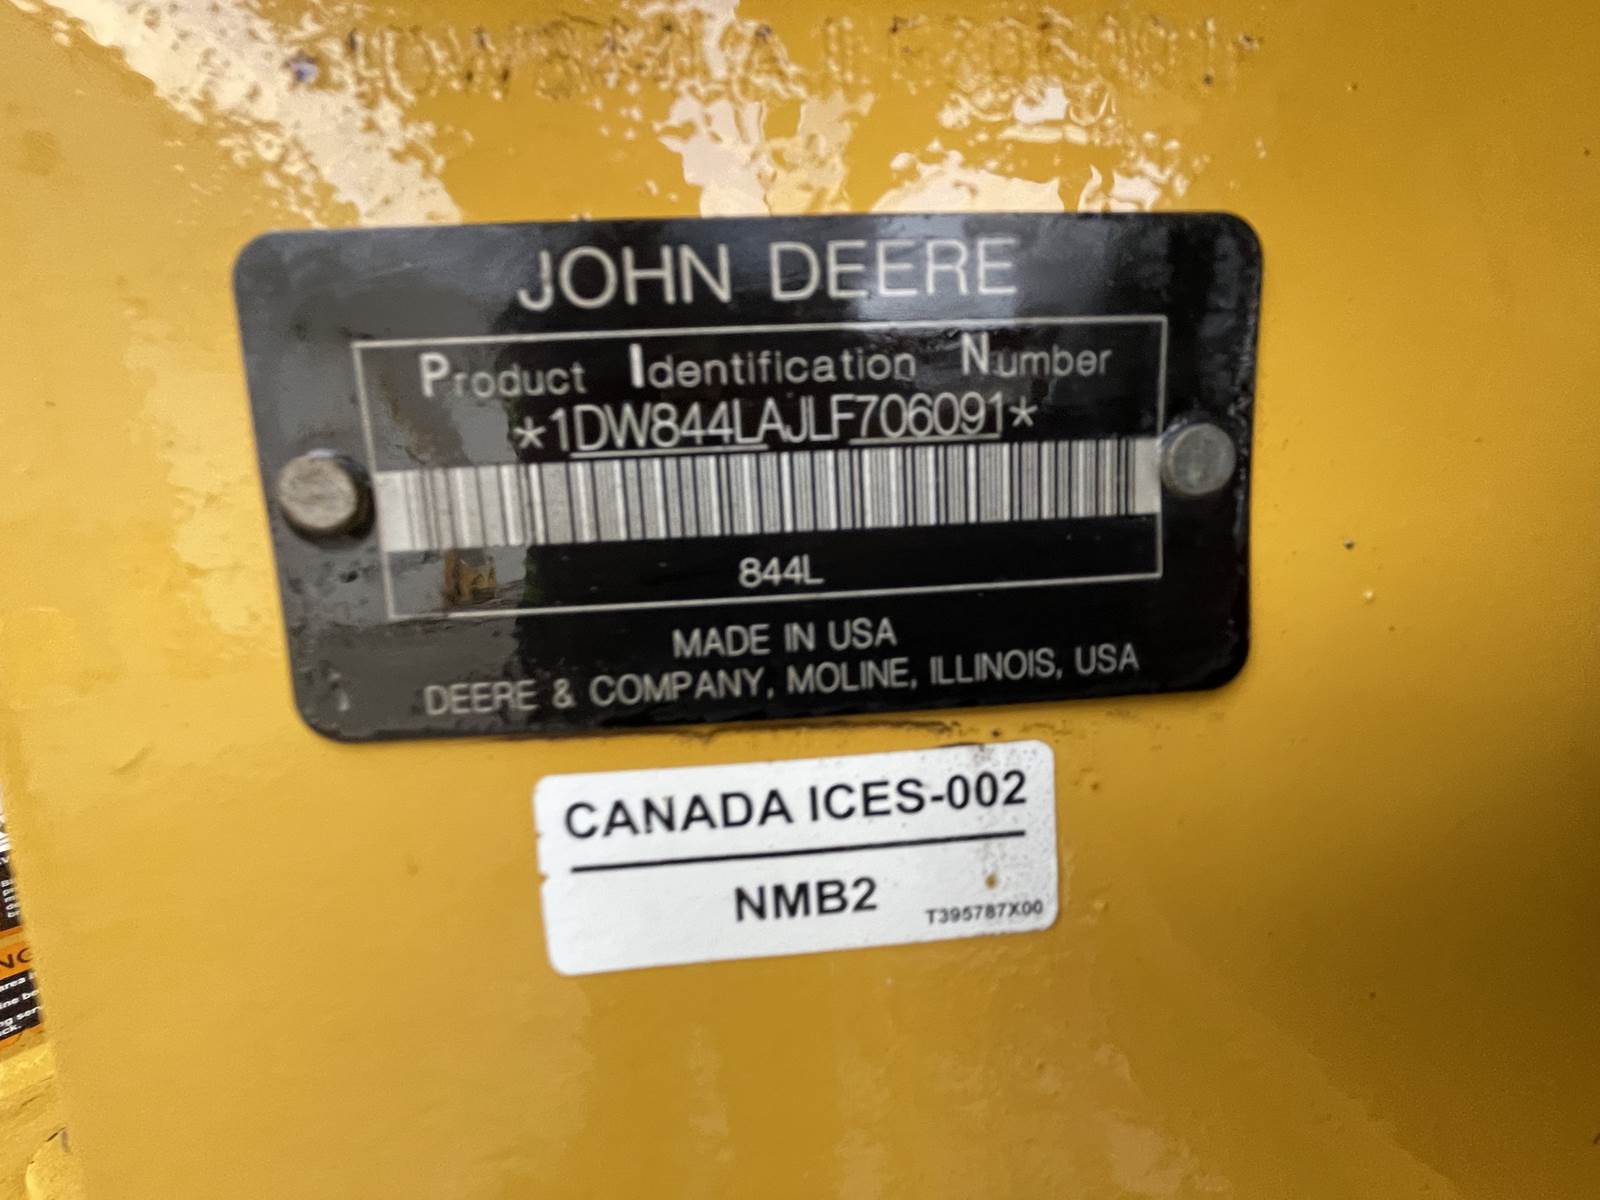 JOHN DEERE
Product Identification Number
*1DW844LAJLF706091*
844L
MADE IN USA
DEERE & COMPANY, MOLINE, ILLINOIS, USA
CANADA ICES-002
NMB2
T395787X00